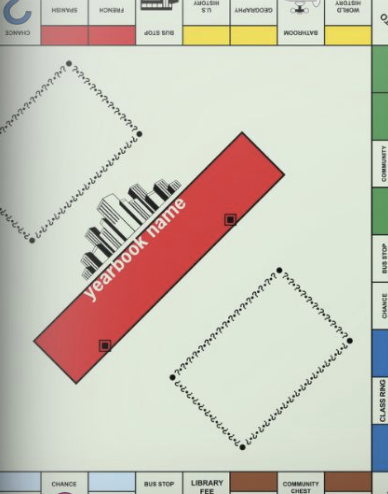 CHANCE
SPANISH
FRENCH
BUS STOP
U.S.
HISTORY
GEOGRAPHY
BATHROOM
WORLD
HISTORY
COMMUNITY
BUS STOP
CHANCE
CLASS RING
yearbook name
CHANCE
BUS STOP
LIBRARY
FEE
COMMUNITY
CHEST